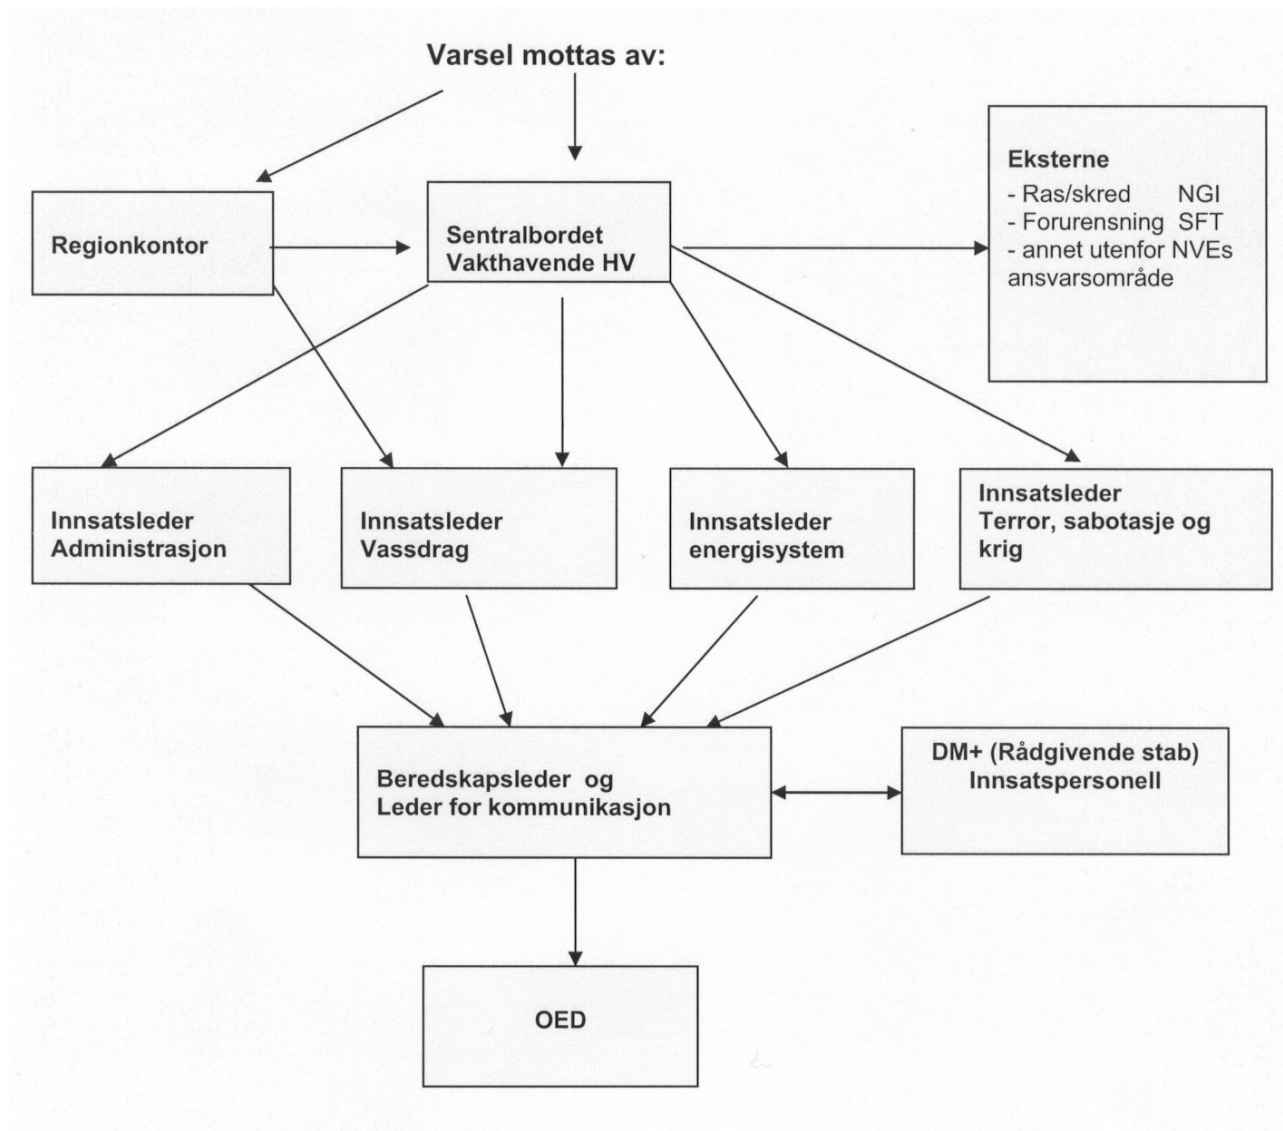 Varsel mottas av:
Regionkontor
Sentralbordet
Vakthavende HV
Eksterne
- Ras/skred NGI
- Forurensning SFT
- annet utenfor NVEs
ansvarsområde
Innsatsleder
Administrasjon
Innsatsleder
Vassdrag
Innsatsleder
energisystem
Innsatsleder
Terror, sabotasje og
krig
Beredskapsleder og
Leder for kommunikasjon
DM+ (Rådgivende stab)
Innsatspersonell
OED